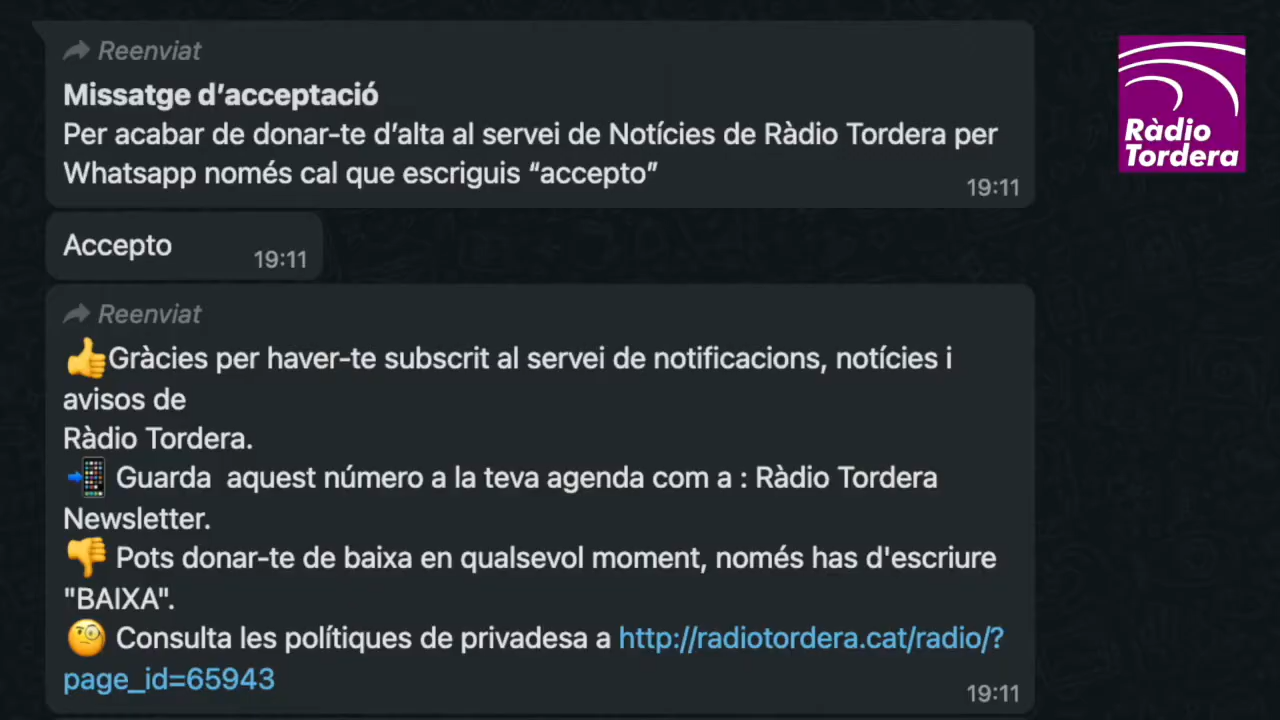 Reenviat
Missatge d’acceptació
Per acabar de donar-te d’alta al servei de Notícies de Ràdio Tordera per
Whatsapp només cal que escriguis “accepto”
19:11
Accepto
19:11
Reenviat
👍Gràcies per haver-te subscrit al servei de notificacions, notícies i
avisos de
Ràdio Tordera.
📲 Guarda  aquest número a la teva agenda com a : Ràdio Tordera
Newsletter.
👎 Pots donar-te de baixa en qualsevol moment, només has d'escriure
"BAIXA".
🧐 Consulta les polítiques de privadesa a http://radiotordera.cat/radio/?
page_id=65943
19:11
Ràdio
Tordera